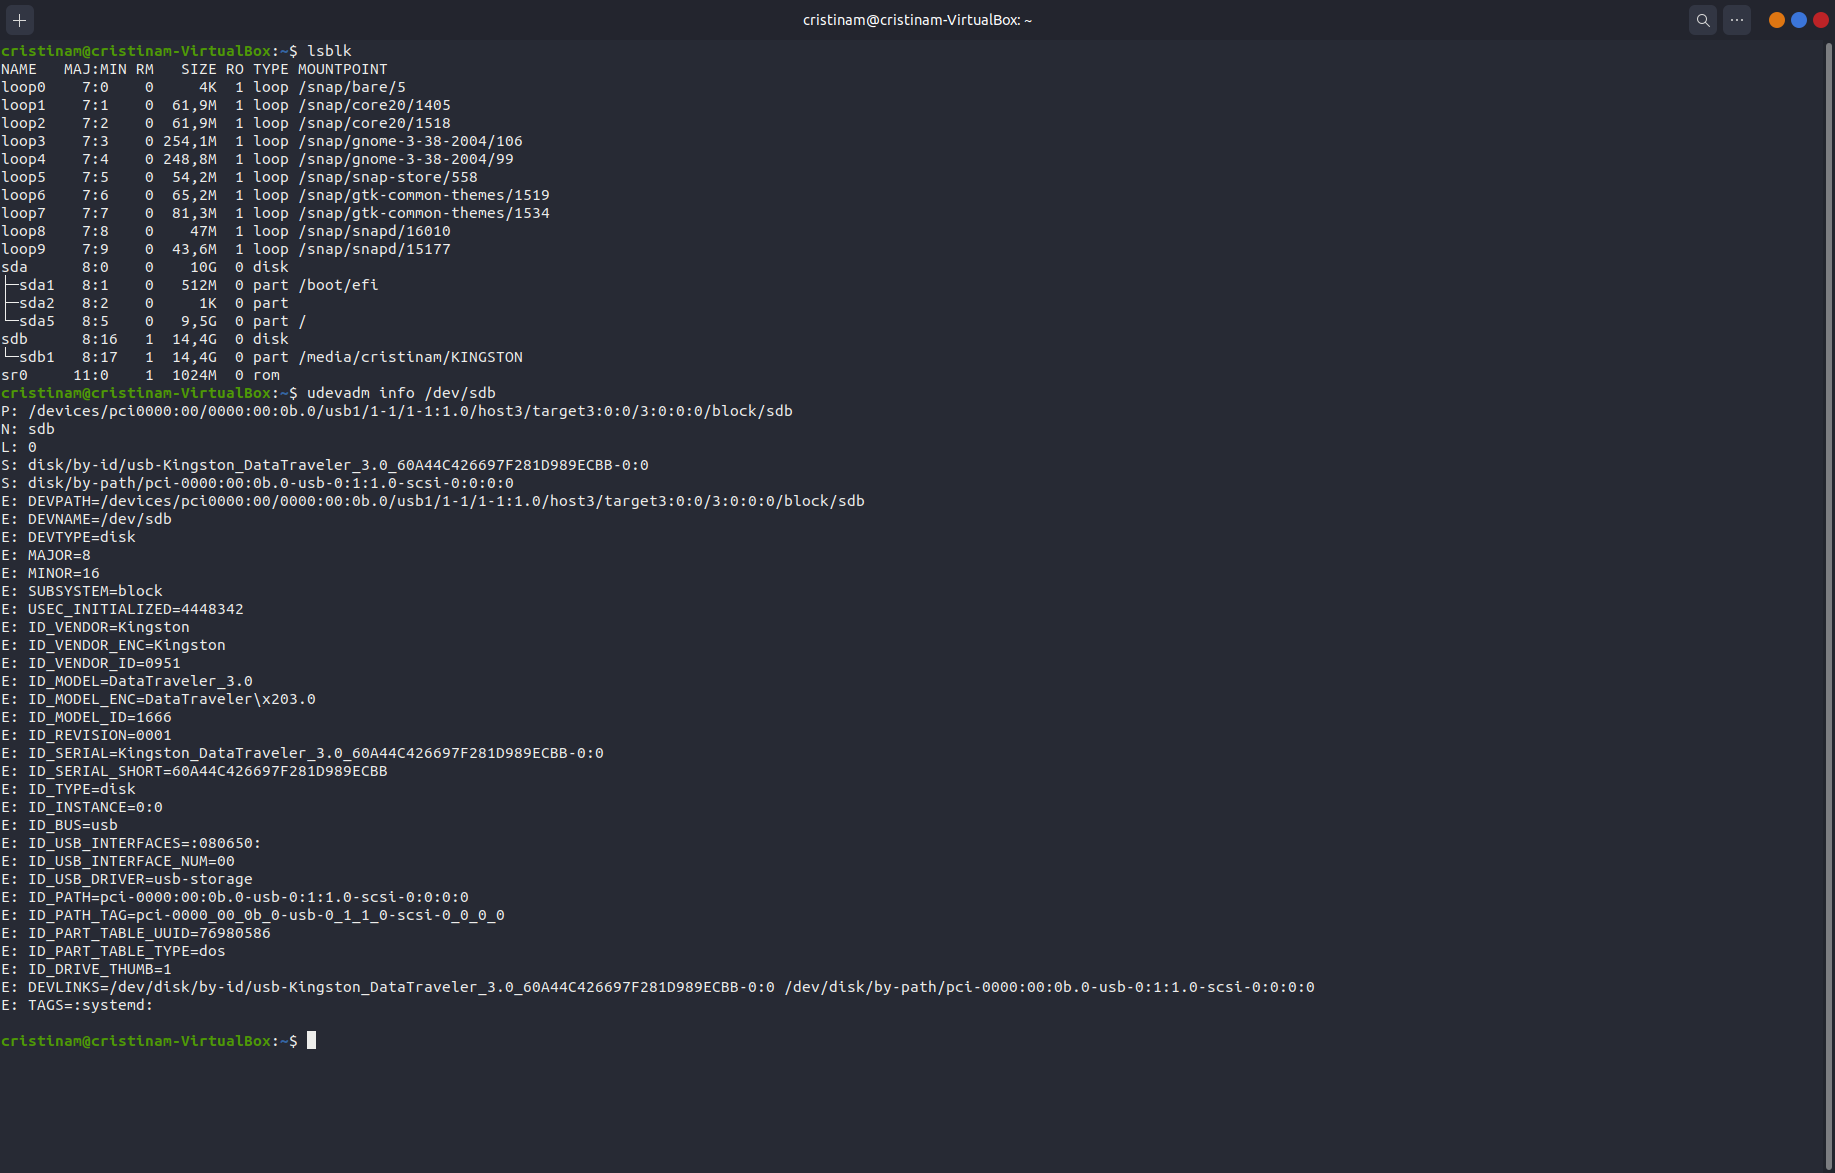 cristinam@cristinam-VirtualBox: ~
cristinam@cristinam-VirtualBox:~$ lsblk
NAME   MAJ:MIN RM   SIZE RO TYPE MOUNTPOINT
loop0    7:0    0     4K  1 loop /snap/bare/5
loop1    7:1    0  61,9M  1 loop /snap/core20/1405
loop2    7:2    0  61,9M  1 loop /snap/core20/1518
loop3    7:3    0 254,1M  1 loop /snap/gnome-3-38-2004/106
loop4    7:4    0 248,8M  1 loop /snap/gnome-3-38-2004/99
loop5    7:5    0  54,2M  1 loop /snap/snap-store/558
loop6    7:6    0  65,2M  1 loop /snap/gtk-common-themes/1519
loop7    7:7    0  81,3M  1 loop /snap/gtk-common-themes/1534
loop8    7:8    0    47M  1 loop /snap/snapd/16010
loop9    7:9    0  43,6M  1 loop /snap/snapd/15177
sda      8:0    0    10G  0 disk
├─sda1   8:1    0   512M  0 part /boot/efi
├─sda2   8:2    0     1K  0 part
└─sda5   8:5    0   9,5G  0 part /
sdb      8:16   1  14,4G  0 disk
└─sdb1   8:17   1  14,4G  0 part /media/cristinam/KINGSTON
sr0     11:0    1  1024M  0 rom
cristinam@cristinam-VirtualBox:~$ udevadm info /dev/sdb
P: /devices/pci0000:00/0000:00:0b.0/usb1/1-1/1-1:1.0/host3/target3:0:0/3:0:0:0/block/sdb
N: sdb
L: 0
S: disk/by-id/usb-Kingston_DataTraveler_3.0_60A44C426697F281D989ECBB-0:0
S: disk/by-path/pci-0000:00:0b.0-usb-0:1:1.0-scsi-0:0:0:0
E: DEVPATH=/devices/pci0000:00/0000:00:0b.0/usb1/1-1/1-1:1.0/host3/target3:0:0/3:0:0:0/block/sdb
E: DEVNAME=/dev/sdb
E: DEVTYPE=disk
E: MAJOR=8
E: MINOR=16
E: SUBSYSTEM=block
E: USEC_INITIALIZED=4448342
E: ID_VENDOR=Kingston
E: ID_VENDOR_ENC=Kingston
E: ID_VENDOR_ID=0951
E: ID_MODEL=DataTraveler_3.0
E: ID_MODEL_ENC=DataTraveler\x203.0
E: ID_MODEL_ID=1666
E: ID_REVISION=0001
E: ID_SERIAL=Kingston_DataTraveler_3.0_60A44C426697F281D989ECBB-0:0
E: ID_SERIAL_SHORT=60A44C426697F281D989ECBB
E: ID_TYPE=disk
E: ID_INSTANCE=0:0
E: ID_BUS=usb
E: ID_USB_INTERFACES=:080650:
E: ID_USB_INTERFACE_NUM=00
E: ID_USB_DRIVER=usb-storage
E: ID_PATH=pci-0000:00:0b.0-usb-0:1:1.0-scsi-0:0:0:0
E: ID_PATH_TAG=pci-0000_00_0b_0-usb-0_1_1_0-scsi-0_0_0_0
E: ID_PART_TABLE_UUID=76980586
E: ID_PART_TABLE_TYPE=dos
E: ID_DRIVE_THUMB=1
E: DEVLINKS=/dev/disk/by-id/usb-Kingston_DataTraveler_3.0_60A44C426697F281D989ECBB-0:0 /dev/disk/by-path/pci-0000:00:0b.0-usb-0:1:1.0-scsi-0:0:0:0
E: TAGS=:systemd:
cristinam@cristinam-VirtualBox:~$